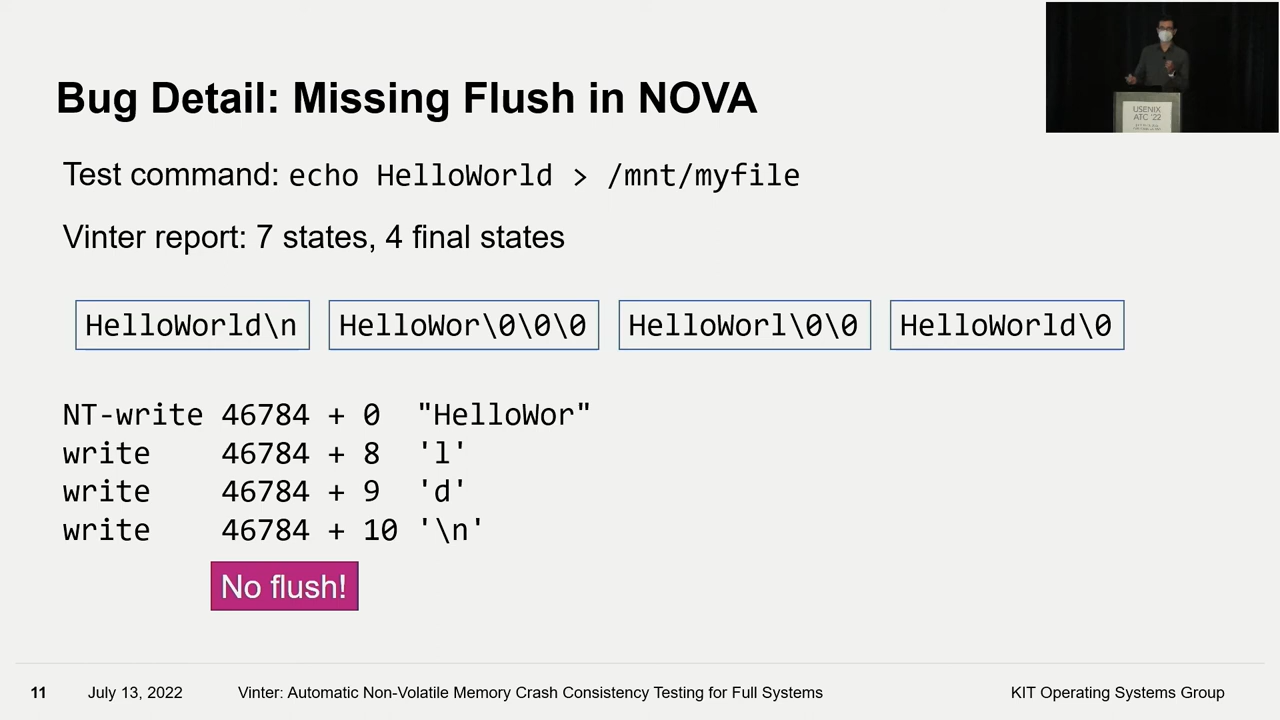 USENIX
ATC '22
Bug Detail: Missing Flush in NOVA
Test command: echo HelloWorld > /mnt/myfile
Vinter report: 7 states, 4 final states
HelloWorld\n HelloWor\0\0\0 HelloWorl\0\0 HelloWorld\0
NT-write 46784 + 0 "HelloWor"
write 46784 + 8 'l'
write 46784 + 9 'd'
write 46784 + 10 '\n'
No flush!
11 July 13, 2022 Vinter: Automatic Non-Volatile Memory Crash Consistency Testing for Full Systems KIT Operating Systems Group